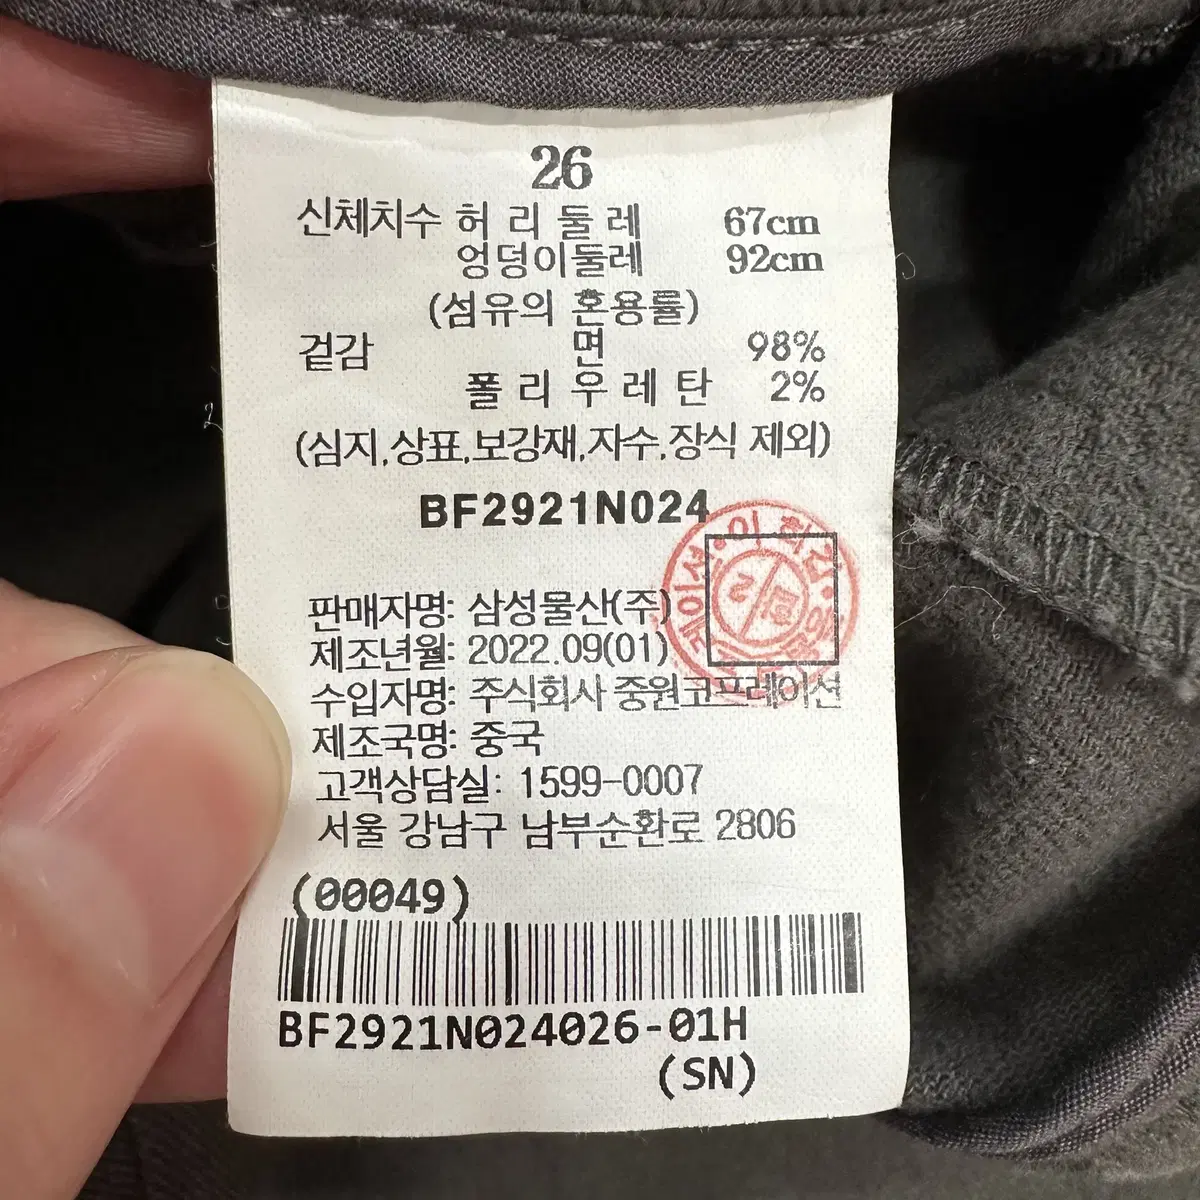 26
신체치수 허리둘레 67cm
엉덩이둘레 92cm
(섬유의 혼용률)
겉감 면 98%
폴리우레탄 2%
(심지,상표,보강재,자수,장식 제외)
BF2921N024
판매자명: 삼성물산(주)
제조년월: 2022.09(01)
수입자명: 주식회사 중원코프레이션
제조국명: 중국
고객상담실: 1599-0007
서울 강남구 남부순환로 2806
(00049)
BF2921N024026-01H
(SN)